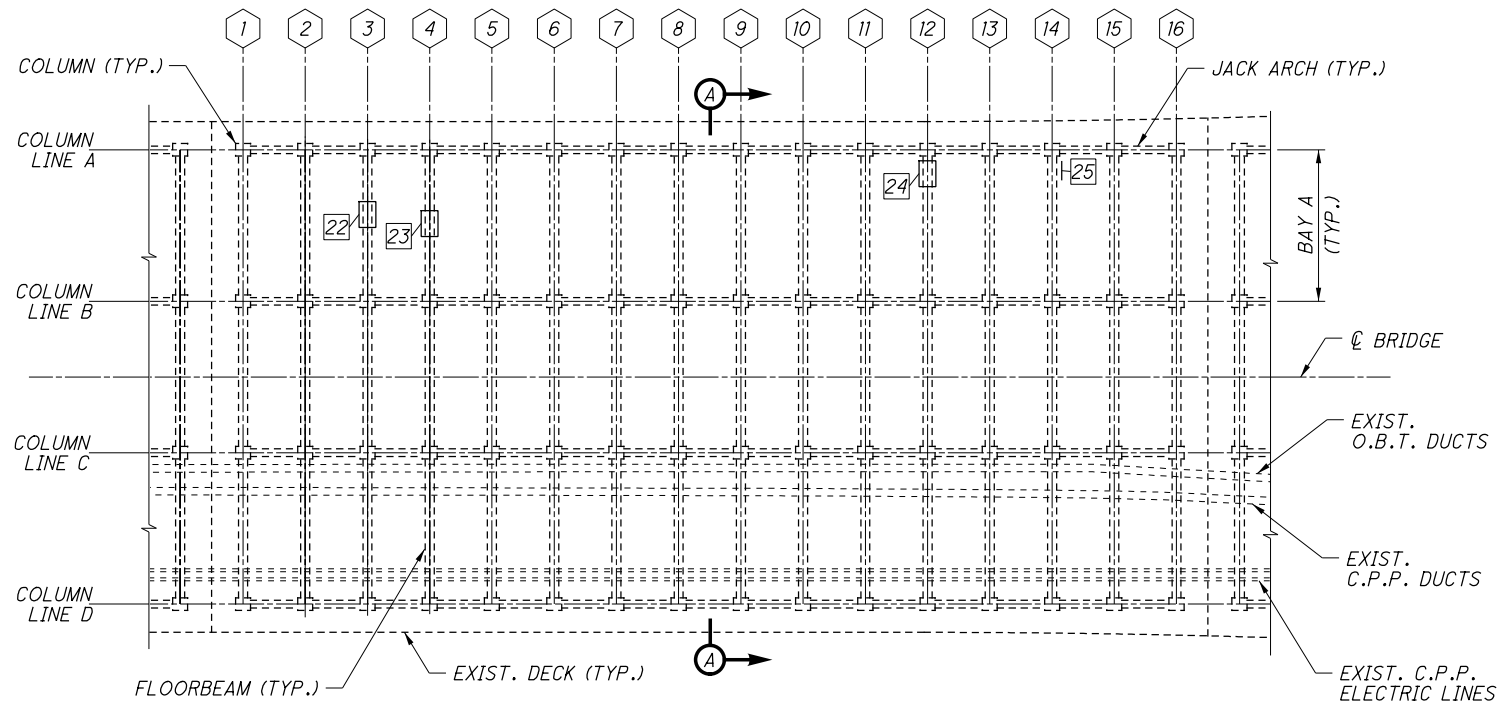 1 2 3 4 5 6 7 8 9 10 11 12 13 14 15 16
COLUMN (TYP.)
JACK ARCH (TYP.)
A
COLUMN
LINE A
22
23
24
25
BAY A
(TYP.)
COLUMN
LINE B
℄ BRIDGE
COLUMN
LINE C
EXIST.
O.B.T. DUCTS
EXIST.
C.P.P. DUCTS
COLUMN
LINE D
A
FLOORBEAM (TYP.)
EXIST. DECK (TYP.)
EXIST. C.P.P.
ELECTRIC LINES